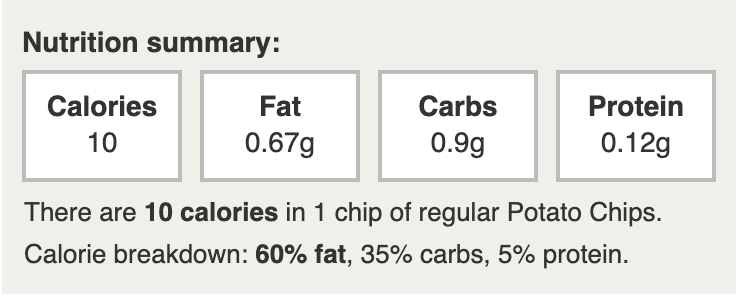 Nutrition summary:
Calories Fat Carbs Protein
10 0.67g 0.9g 0.12g
There are 10 calories in 1 chip of regular Potato Chips.
Calorie breakdown: 60% fat, 35% carbs, 5% protein.